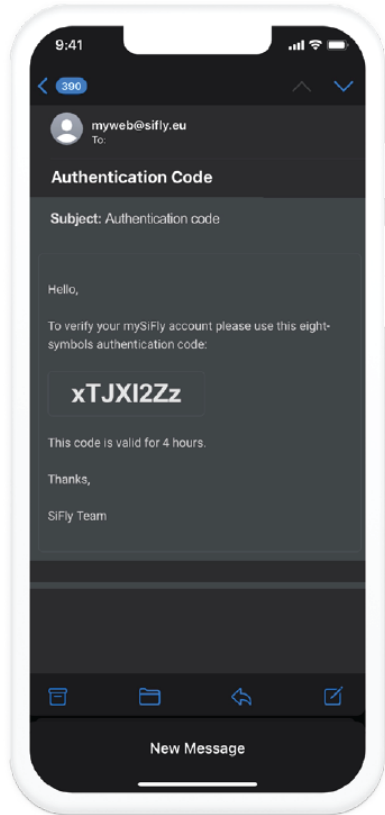 9:41
390
myweb@sifly.eu
To:
Authentication Code
Subject: Authentication code
Hello,
To verify your mySiFly account please use this eight-
symbols authentication code:
xTJXI2Zz
This code is valid for 4 hours.
Thanks,
SiFly Team
New Message